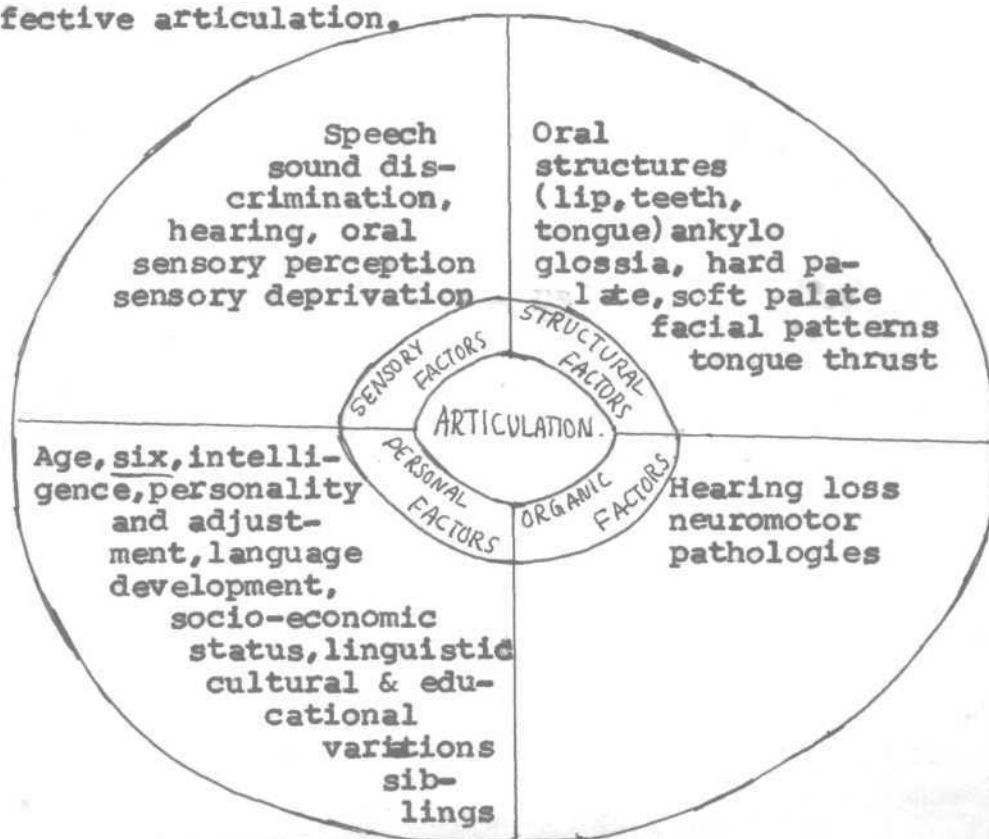 fective articulation.
Speech
sound dis-
crimination,
hearing, oral
sensory perception
sensory deprivation
Oral
structures
(lip,teeth,
tongue)ankylo
glossia, hard pa-
late,soft palate
facial patterns
tongue thrust
SENSORY
FACTORS
STRUCTURAL
FACTORS
ARTICULATION.
PERSONAL
FACTORS
ORGANIC
FACTORS
Age,six,intelli-
gence,personality
and adjust-
ment,language
development,
socio-economic
status,linguistic
cultural & edu-
cational
varitions
sib-
lings
Hearing loss
neuromotor
pathologies